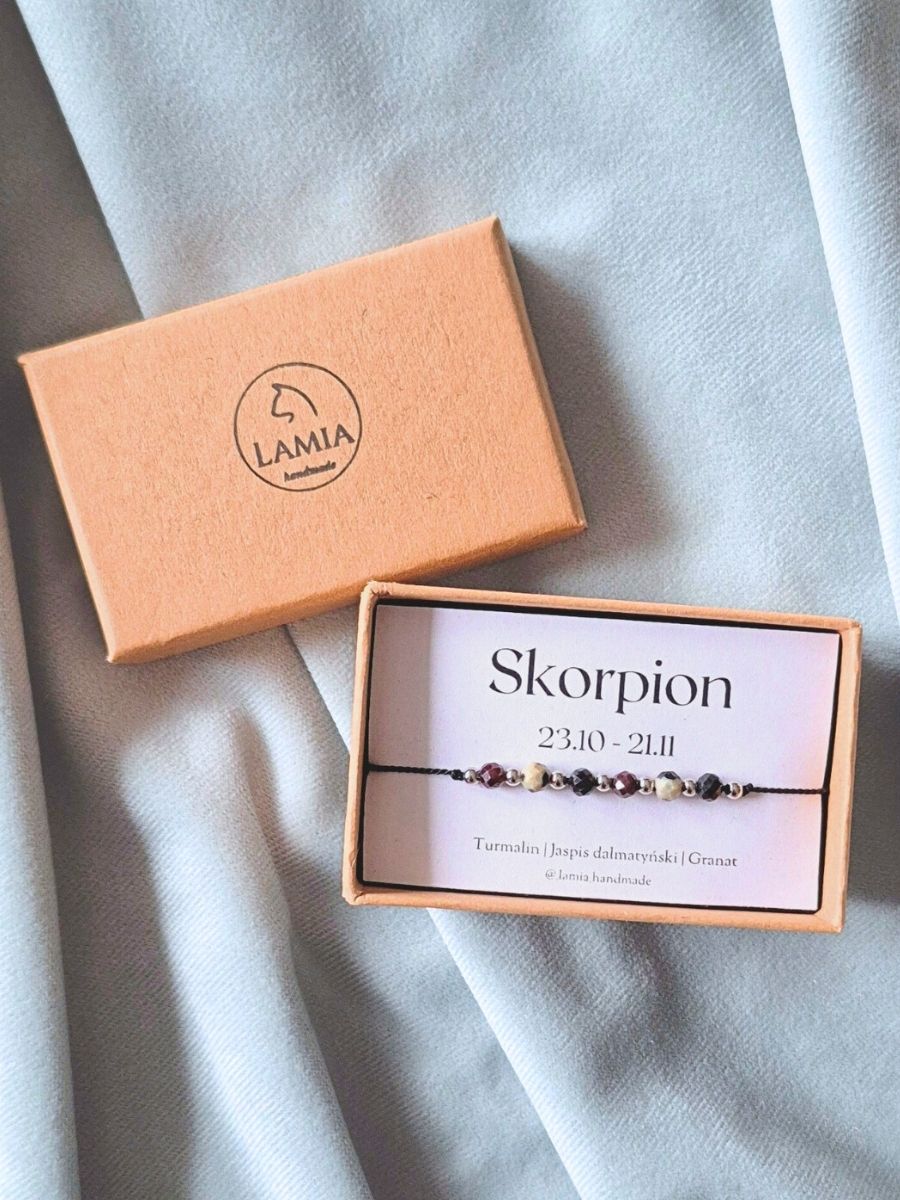 LAMIA
handmade
Skorpion
23.10 - 21.11
Turmalin | Jaspis dalmatyński | Granat
@lamia.handmade